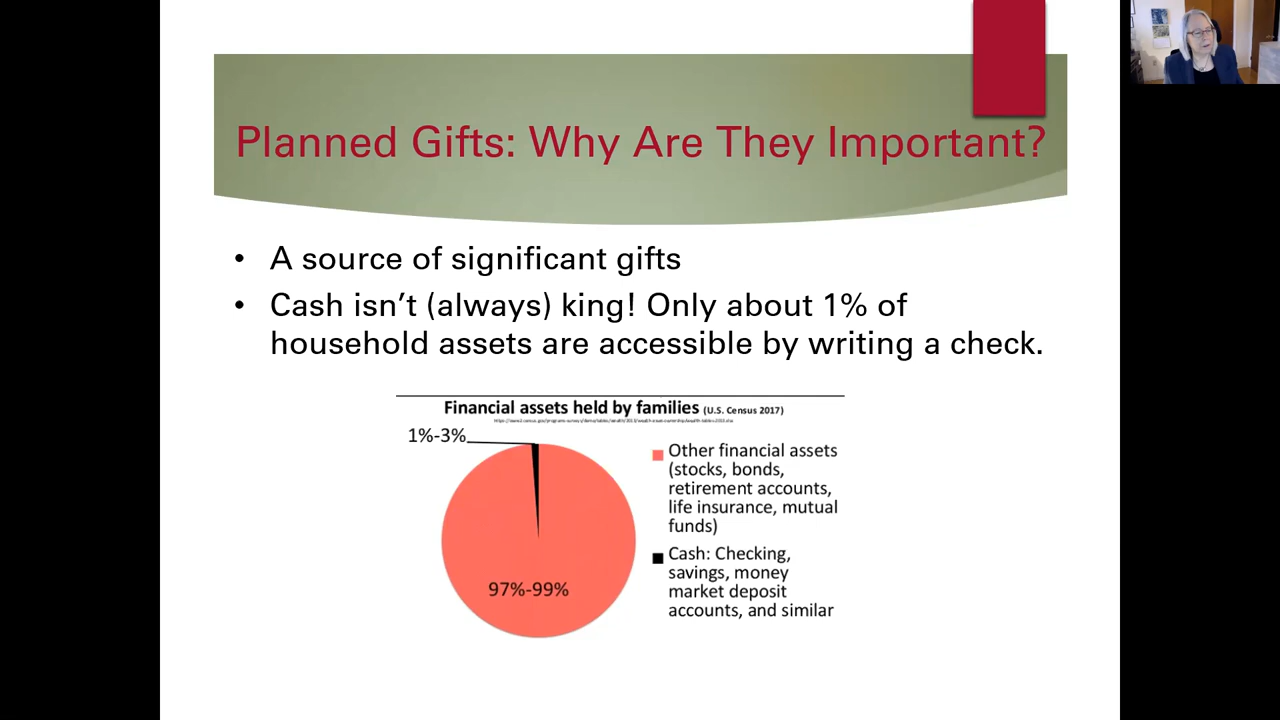 Planned Gifts: Why Are They Important?
• A source of significant gifts
• Cash isn’t (always) king! Only about 1% of
household assets are accessible by writing a check.
Financial assets held by families (U.S. Census 2017)
1%-3%
97%-99%
Other financial assets
(stocks, bonds,
retirement accounts,
life insurance, mutual
funds)
Cash: Checking,
savings, money
market deposit
accounts, and similar